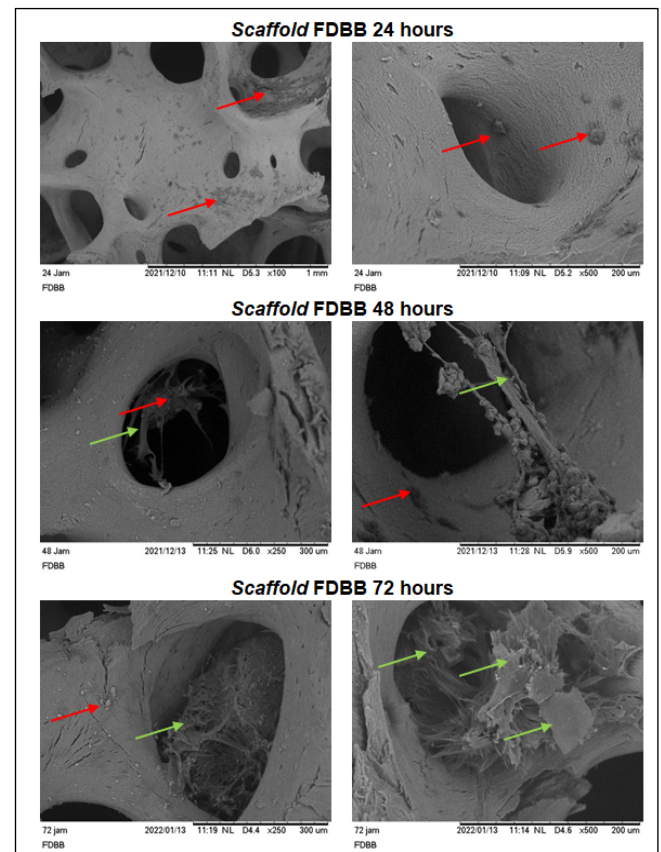 Scaffold FDBB 24 hours
24 Jam 2021/12/10 11:11 NL D5.3 x100 1 mm
FDBB
24 Jam 2021/12/10 11:09 NL D5.2 x500 200 um
FDBB
Scaffold FDBB 48 hours
48 Jam 2021/12/13 11:25 NL D6.0 x250 300 um
FDBB
48 Jam 2021/12/13 11:28 NL D5.9 x500 200 um
FDBB
Scaffold FDBB 72 hours
72 jam 2022/01/13 11:19 NL D4.4 x250 300 um
FDBB
72 jam 2022/01/13 11:14 NL D4.6 x500 200 um
FDBB